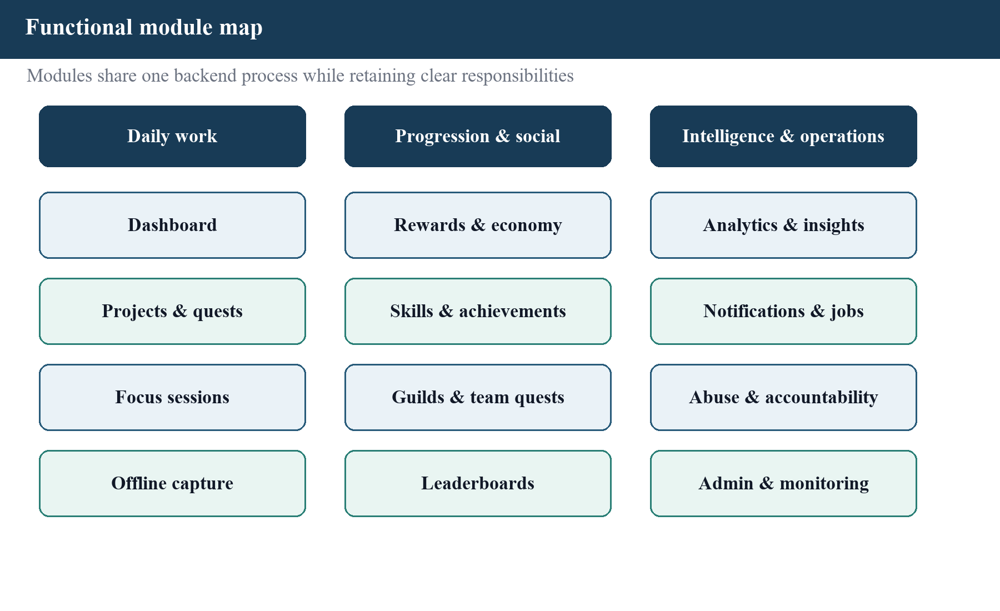 Functional module map
Modules share one backend process while retaining clear responsibilities
Daily work
Progression & social
Intelligence & operations
Dashboard
Rewards & economy
Analytics & insights
Projects & quests
Skills & achievements
Notifications & jobs
Focus sessions
Guilds & team quests
Abuse & accountability
Offline capture
Leaderboards
Admin & monitoring